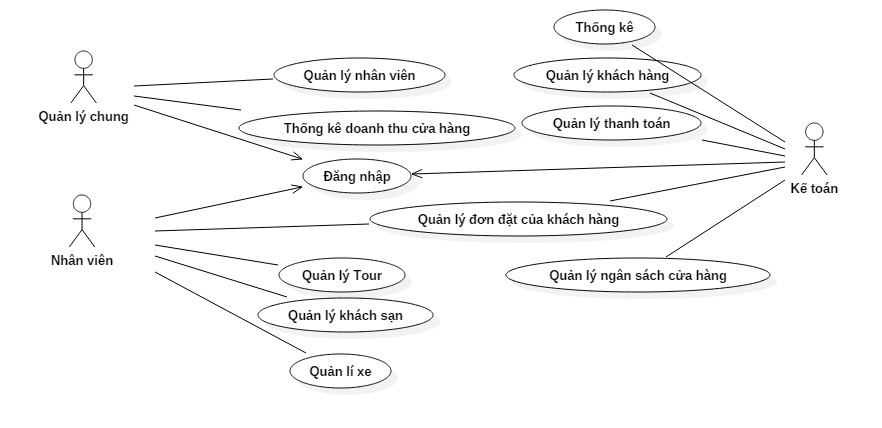 Thống kê
Quản lý nhân viên
Quản lý khách hàng
Quản lý chung
Thống kê doanh thu cửa hàng
Quản lý thanh toán
Đăng nhập
Kế toán
Quản lý đơn đặt của khách hàng
Nhân viên
Quản lý Tour
Quản lý ngân sách cửa hàng
Quản lý khách sạn
Quản lí xe